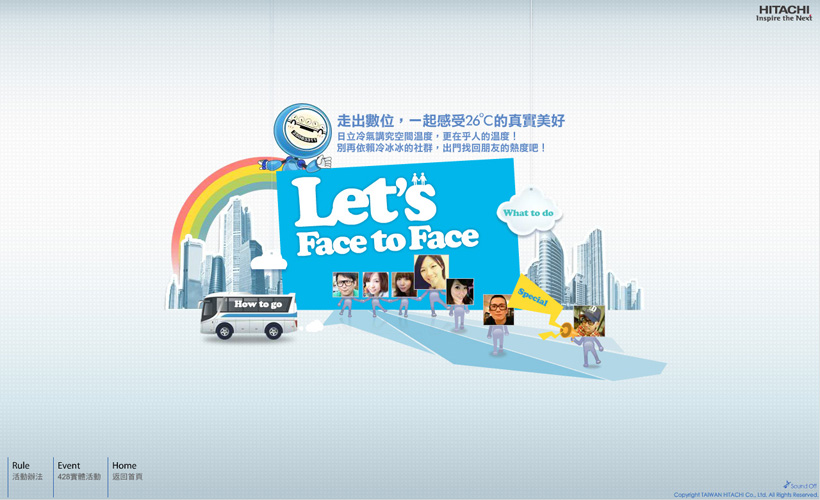 HITACHI
Inspire the Next
走出數位，一起感受26°C的真實美好
日立冷氣講究空間溫度，更在乎人的溫度！
別再依賴冷冰冰的社群，出門找回朋友的熱度吧！
Let's
Face to Face
What to do
Special
How to go
Rule
活動辦法
Event
428實體活動
Home
返回首頁
Sound Off
Copyright TAIWAN HITACHI Co., Ltd. All Rights Reserved.